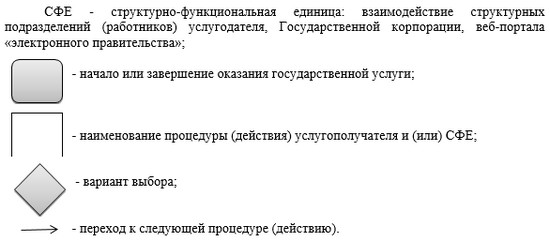 СФЕ - структурно-функциональная единица: взаимодействие структурных
подразделений (работников) услугодателя, Государственной корпорации, веб-портала
«электронного правительства»;
- начало или завершение оказания государственной услуги;
- наименование процедуры (действия) услугополучателя и (или) СФЕ;
- вариант выбора;
- переход к следующей процедуре (действию).